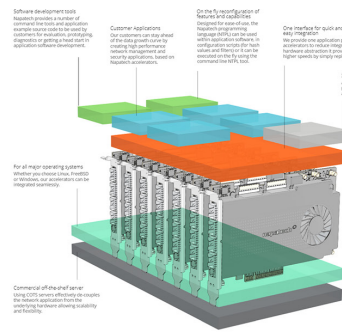 Software development tools
Napatech provides a number of
command line tools and application
example source code to be used by
customers for evaluation, prototyping,
diagnostics or getting a head start in
application software development.
Customer Applications
Our customers can stay ahead
of the data growth curve by
creating high performance
network management and
security applications, based on
Napatech accelerators.
On the fly reconfiguration of
features and capabilities
Designed for ease-of-use, the
Napatech programming
language (NTPL) can be used
within application software, in
configuration scripts (for hash
values and filters) or it can be
executed on the fly using the
command line NTPL tool.
One interface for quick and
easy integration
We provide one application p
accelerators to reduce integr
hardware abstraction it prov
higher speeds by simply repl
For all major operating systems
Whether you choose Linux, FreeBSD
or Windows, our accelerators can be
integrated seamlessly.
napatech
Commercial off-the-shelf server
Using COTS servers effectively de-couples
the network application from the
underlying hardware allowing scalability
and flexibility.